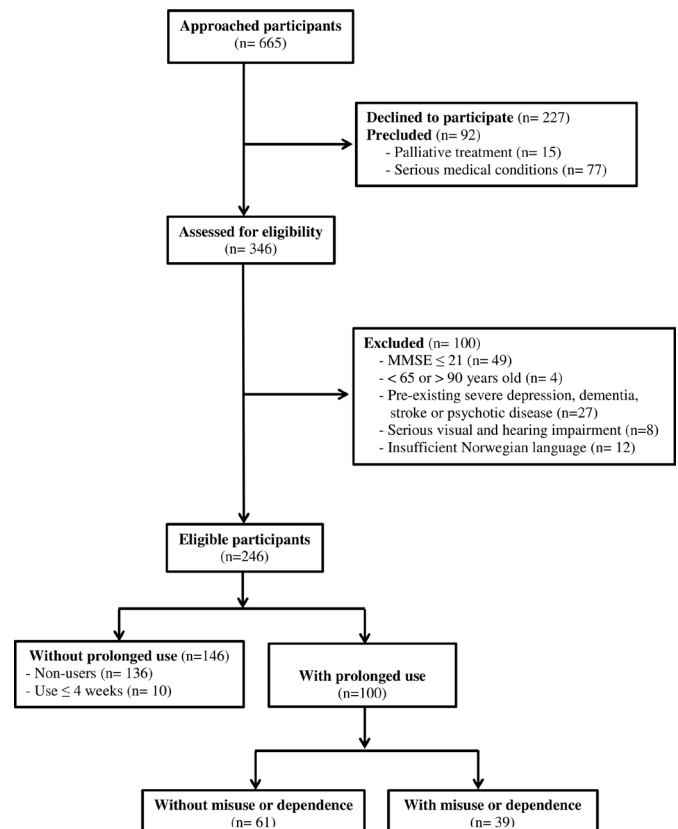 Approached participants
(n= 665)
Declined to participate (n= 227)
Precluded (n= 92)
- Palliative treatment (n= 15)
- Serious medical conditions (n= 77)
Assessed for eligibility
(n= 346)
Excluded (n= 100)
- MMSE ≤ 21 (n= 49)
- < 65 or > 90 years old (n= 4)
- Pre-existing severe depression, dementia,
stroke or psychotic disease (n=27)
- Serious visual and hearing impairment (n=8)
- Insufficient Norwegian language (n= 12)
Eligible participants
(n=246)
Without prolonged use (n=146)
- Non-users (n= 136)
- Use ≤ 4 weeks (n= 10)
With prolonged use
(n=100)
Without misuse or dependence
(n= 61)
With misuse or dependence
(n= 39)